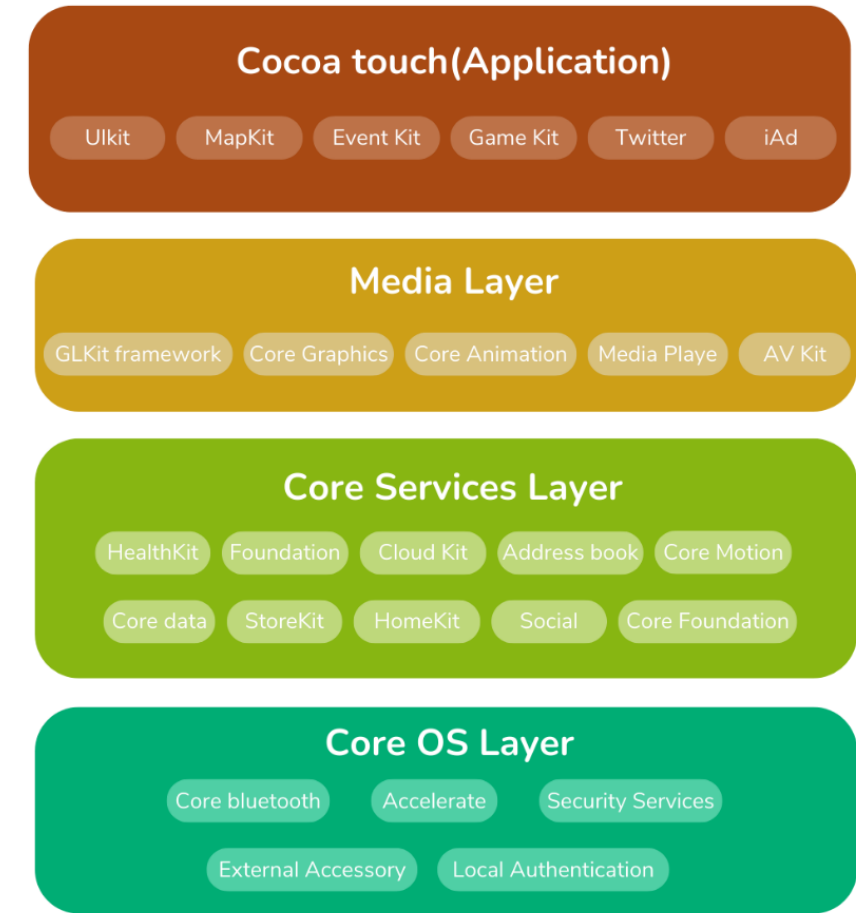 Cocoa touch(Application)
UIkit MapKit Event Kit Game Kit Twitter iAd
Media Layer
GLKit framework Core Graphics Core Animation Media Playe AV Kit
Core Services Layer
HealthKit Foundation Cloud Kit Address book Core Motion
Core data StoreKit HomeKit Social Core Foundation
Core OS Layer
Core bluetooth Accelerate Security Services
External Accessory Local Authentication